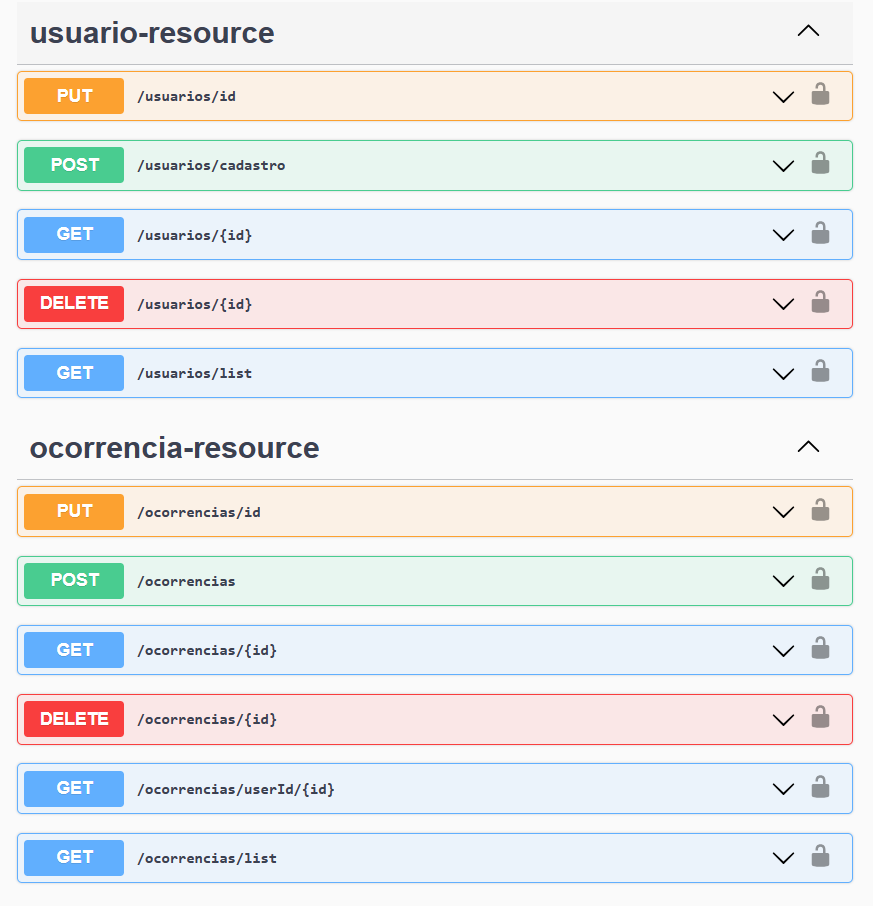 usuario-resource
PUT /usuarios/id
POST /usuarios/cadastro
GET /usuarios/{id}
DELETE /usuarios/{id}
GET /usuarios/list
ocorrencia-resource
PUT /ocorrencias/id
POST /ocorrencias
GET /ocorrencias/{id}
DELETE /ocorrencias/{id}
GET /ocorrencias/userId/{id}
GET /ocorrencias/list